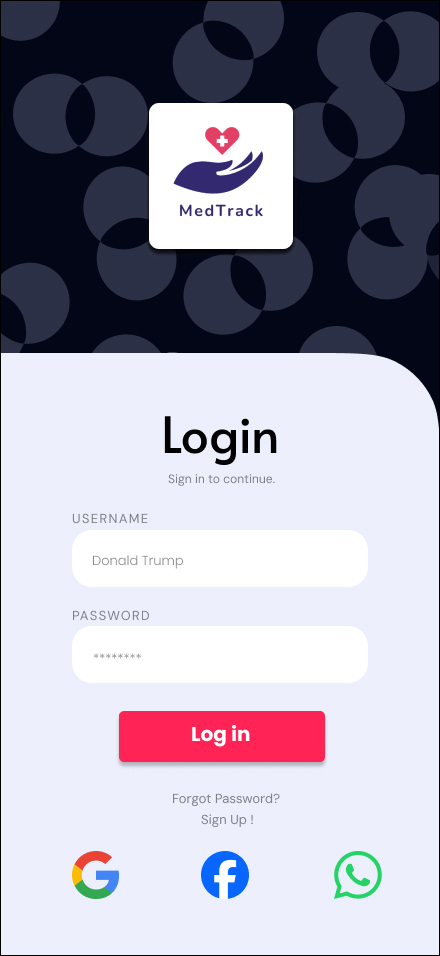 MedTrack
Login
Sign in to continue.
USERNAME
Donald Trump
PASSWORD
********
Log in
Forgot Password?
Sign Up !